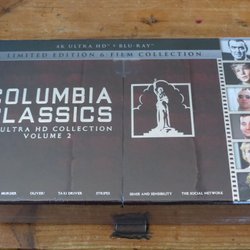 4K ULTRA HD + BLU-RAY
LIMITED EDITION 6-FILM COLLECTION
COLUMBIA
CLASSICS
ULTRA HD COLLECTION
VOLUME 2
MURDER OLIVER! TAXI DRIVER STRIPES SENSE AND SENSIBILITY THE SOCIAL NETWORK